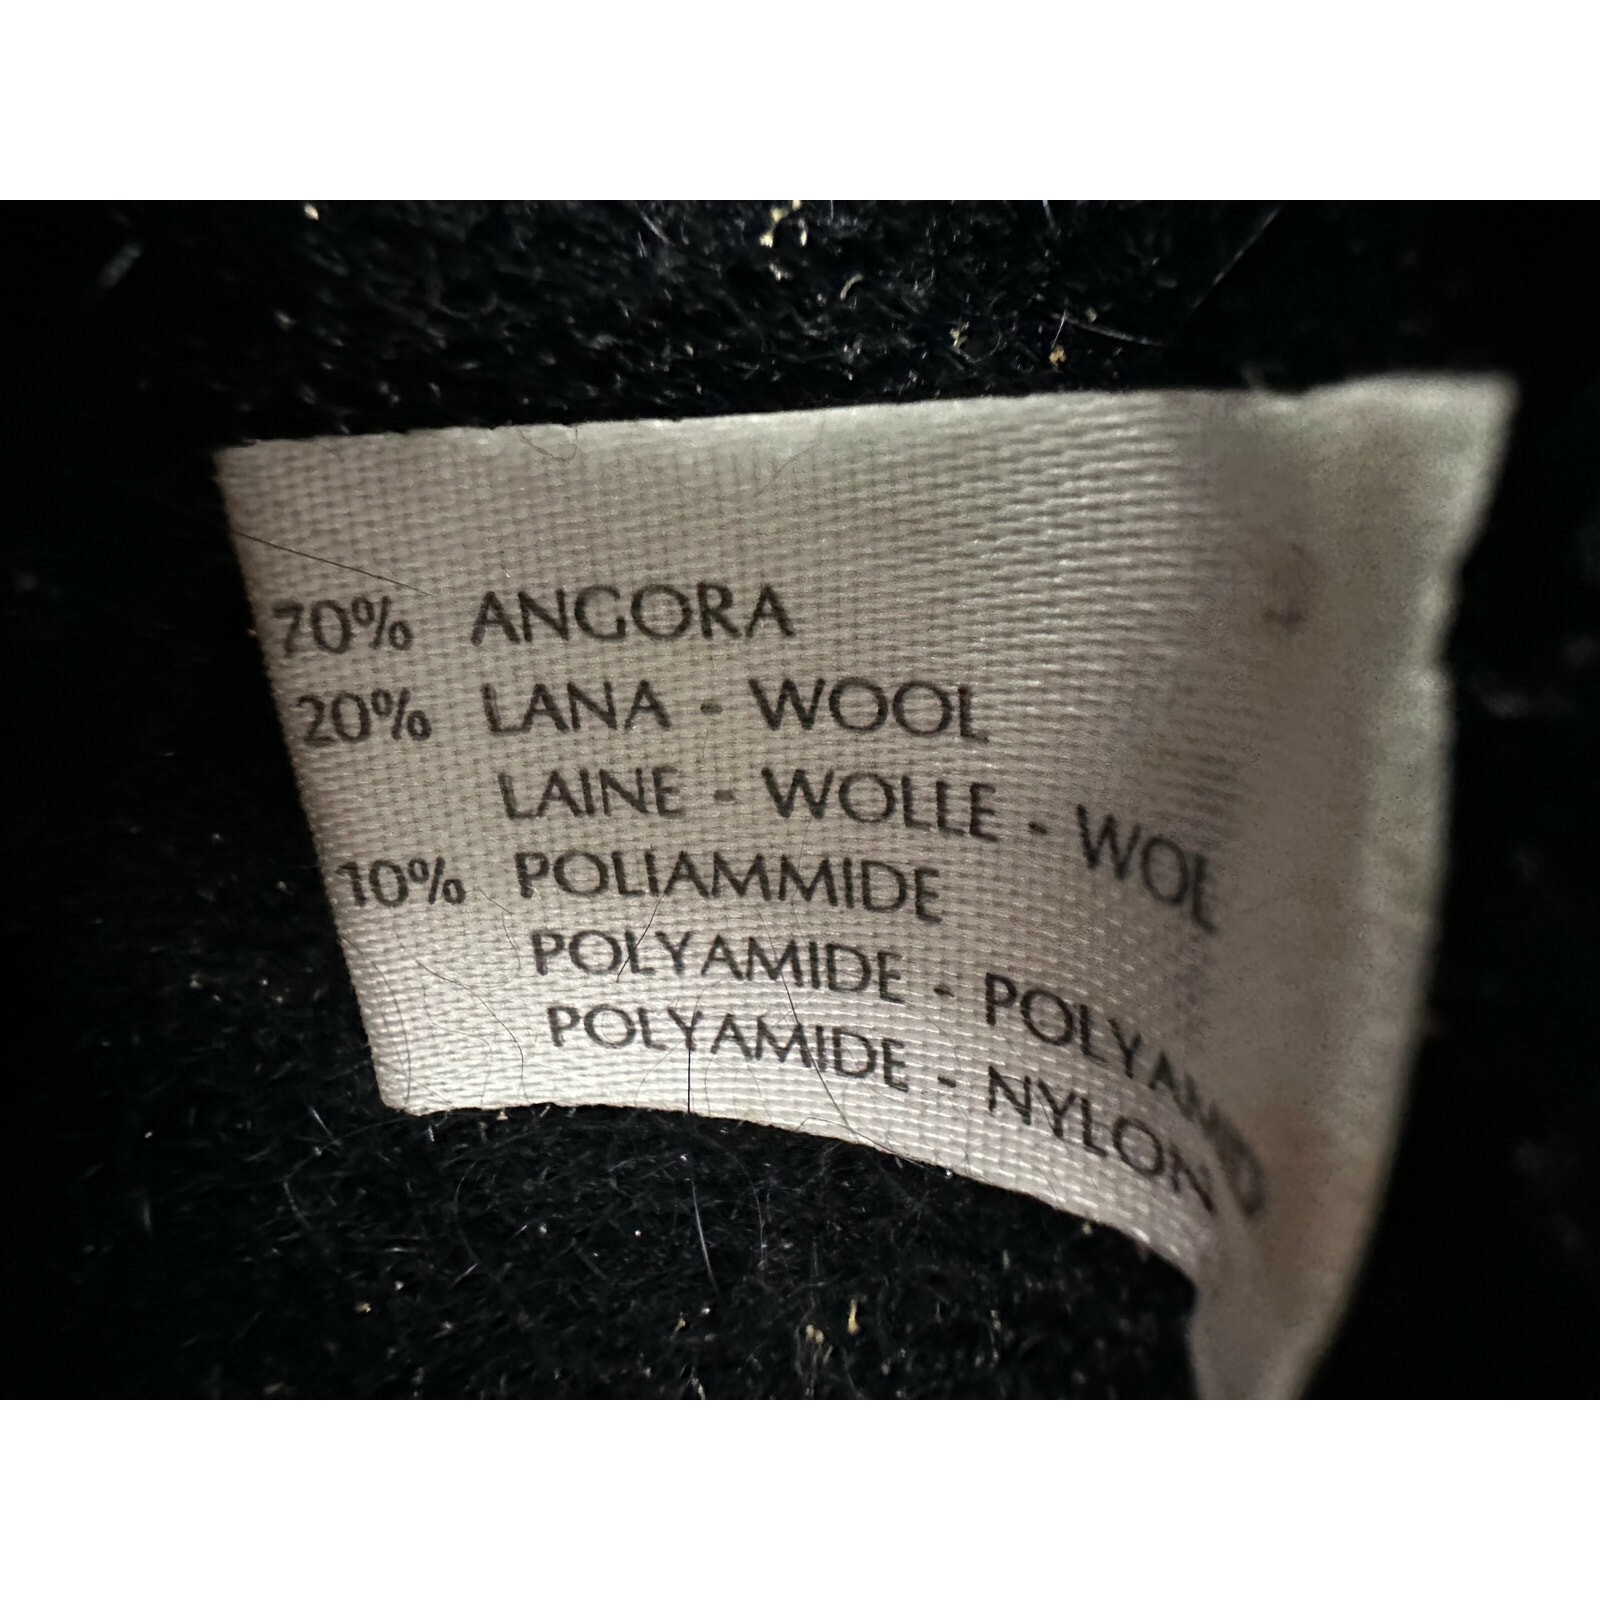 70% ANGORA
20% LANA - WOOL
LAINE - WOLLE - WOL
10% POLIAMMIDE
POLYAMIDE - POLYAMID
POLYAMIDE - NYLON